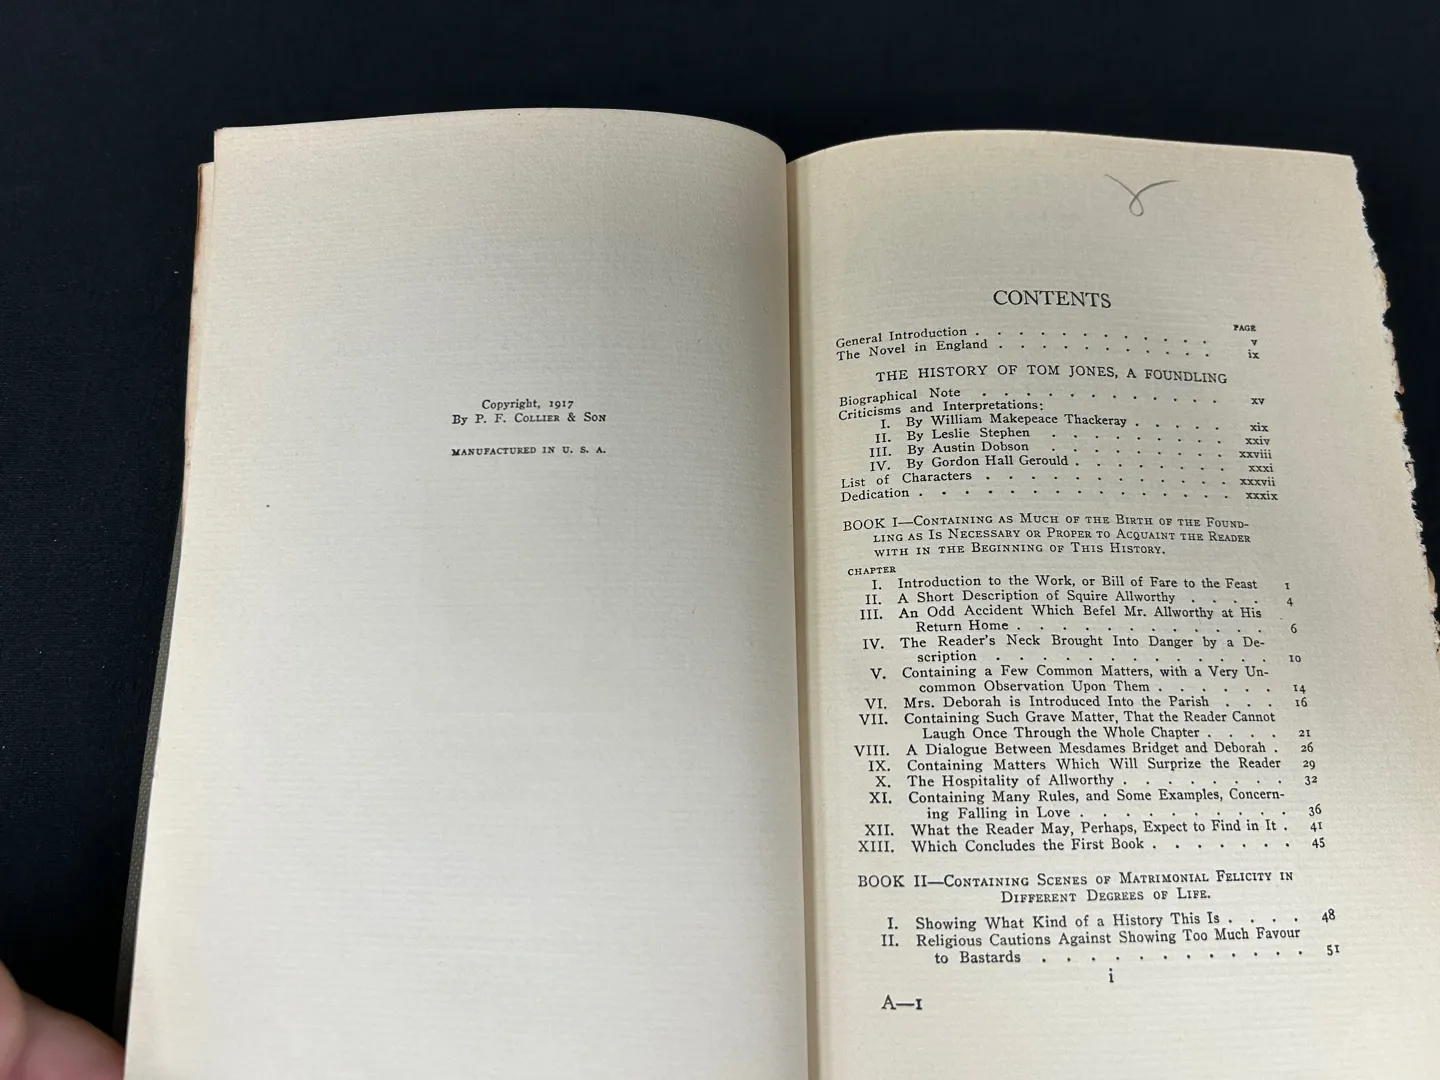 Copyright, 1917
By P. F. Collier & Son
MANUFACTURED IN U. S. A.
CONTENTS
PAGE
General Introduction . . . . . . . . . . v
The Novel in England . . . . . . . . . ix
THE HISTORY OF TOM JONES, A FOUNDLING
Biographical Note . . . . . . . . . . xv
Criticisms and Interpretations:
I. By William Makepeace Thackeray . . . . . xix
II. By Leslie Stephen . . . . . . . xxiv
III. By Austin Dobson . . . . . . . xxviii
IV. By Gordon Hall Gerould . . . . . . . xxxi
List of Characters . . . . . . . . . . xxxvii
Dedication . . . . . . . . . . . . . xxxix
BOOK I—Containing as Much of the Birth of the Found-
ling as Is Necessary or Proper to Acquaint the Reader
with in the Beginning of This History.
CHAPTER
I. Introduction to the Work, or Bill of Fare to the Feast 1
II. A Short Description of Squire Allworthy . . . . 4
III. An Odd Accident Which Befel Mr. Allworthy at His
Return Home . . . . . . . . . . . 6
IV. The Reader's Neck Brought Into Danger by a De-
scription . . . . . . . . . . . . 10
V. Containing a Few Common Matters, with a Very Un-
common Observation Upon Them . . . . . . 14
VI. Mrs. Deborah is Introduced Into the Parish . . . 16
VII. Containing Such Grave Matter, That the Reader Cannot
Laugh Once Through the Whole Chapter . . . . 21
VIII. A Dialogue Between Mesdames Bridget and Deborah . 26
IX. Containing Matters Which Will Surprize the Reader 29
X. The Hospitality of Allworthy . . . . . . . 32
XI. Containing Many Rules, and Some Examples, Concern-
ing Falling in Love . . . . . . . . . 36
XII. What the Reader May, Perhaps, Expect to Find in It . 41
XIII. Which Concludes the First Book . . . . . . 45
BOOK II—Containing Scenes of Matrimonial Felicity in
Different Degrees of Life.
I. Showing What Kind of a History This Is . . . . 48
II. Religious Cautions Against Showing Too Much Favour
to Bastards . . . . . . . . . . . 51
i
A—1